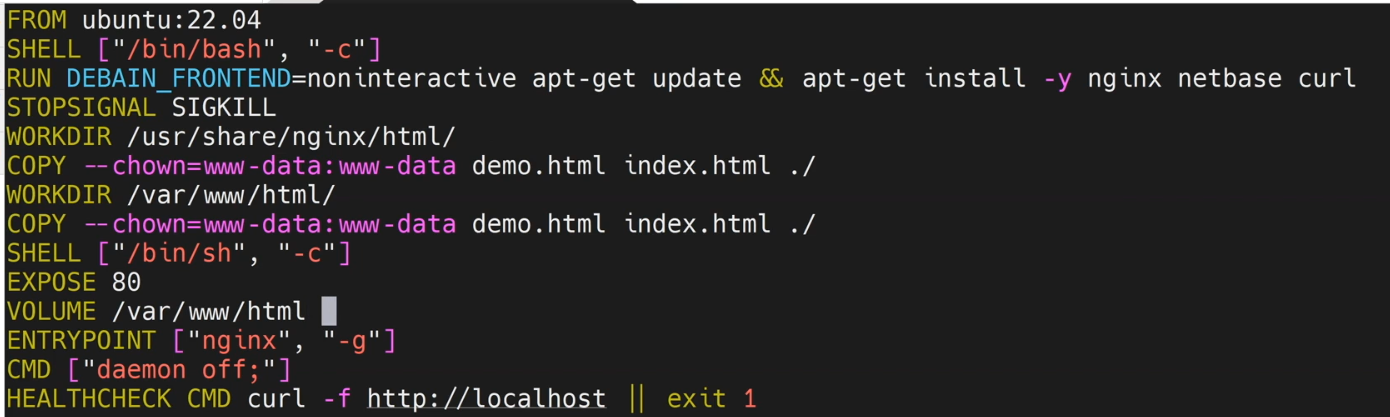 FROM ubuntu:22.04
SHELL ["/bin/bash", "-c"]
RUN DEBAIN_FRONTEND=noninteractive apt-get update && apt-get install -y nginx netbase curl
STOPSIGNAL SIGKILL
WORKDIR /usr/share/nginx/html/
COPY --chown=www-data:www-data demo.html index.html ./
WORKDIR /var/www/html/
COPY --chown=www-data:www-data demo.html index.html ./
SHELL ["/bin/sh", "-c"]
EXPOSE 80
VOLUME /var/www/html
ENTRYPOINT ["nginx", "-g"]
CMD ["daemon off;"]
HEALTHCHECK CMD curl -f http://localhost || exit 1